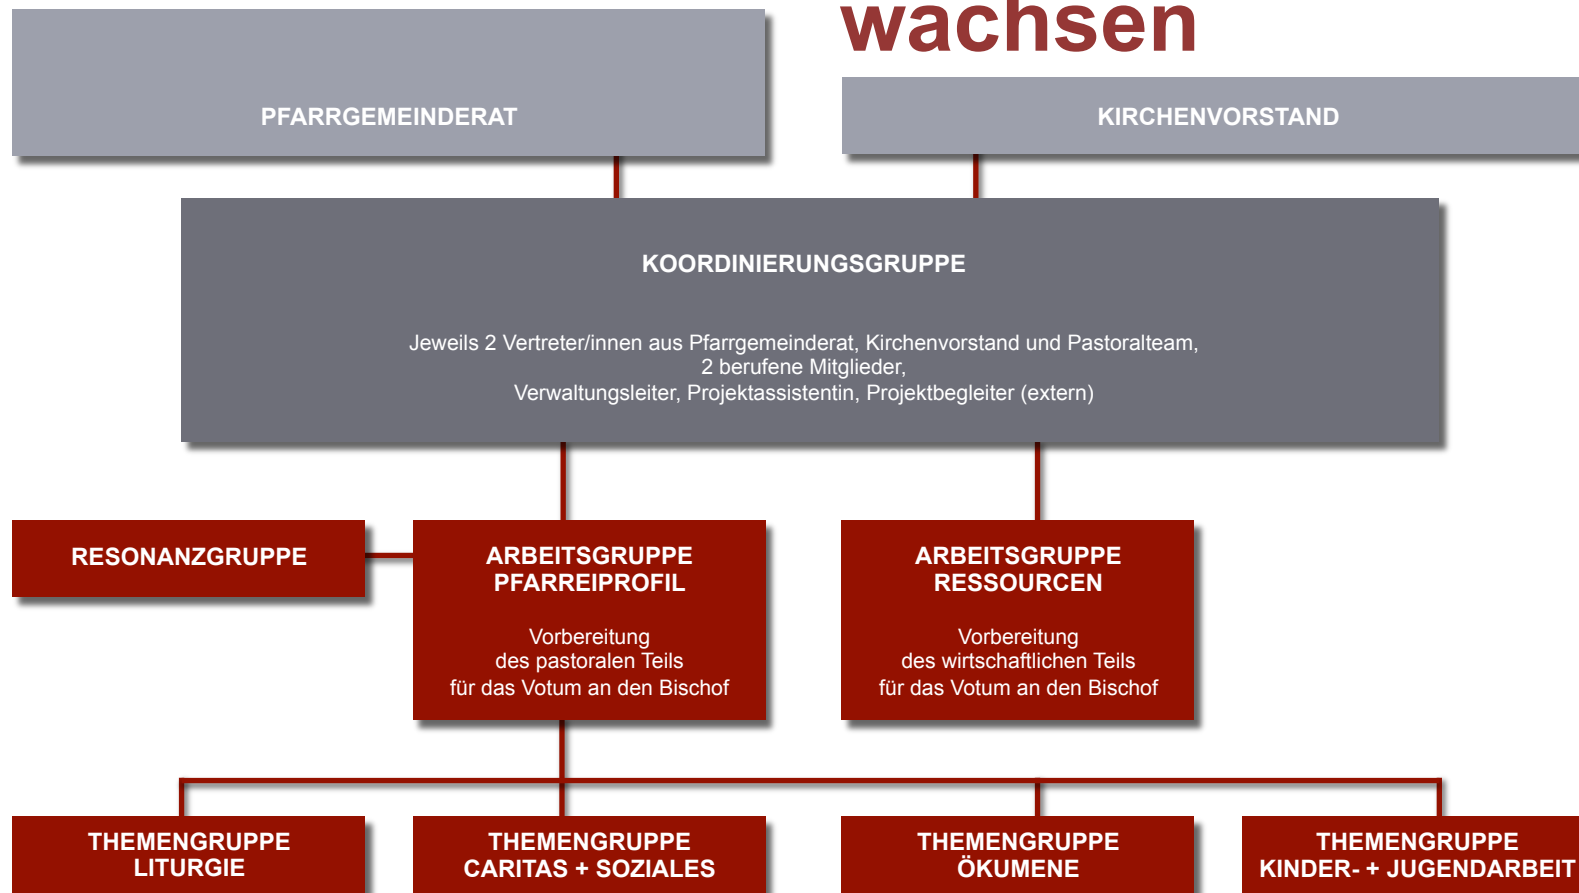 wachsen
PFARRGEMEINDERAT
KIRCHENVORSTAND
KOORDINIERUNGSGRUPPE
Jeweils 2 Vertreter/innen aus Pfarrgemeinderat, Kirchenvorstand und Pastoralteam,
2 berufene Mitglieder,
Verwaltungsleiter, Projektassistentin, Projektbegleiter (extern)
RESONANZGRUPPE
ARBEITSGRUPPE
PFARREIPROFIL
Vorbereitung
des pastoralen Teils
für das Votum an den Bischof
ARBEITSGRUPPE
RESSOURCEN
Vorbereitung
des wirtschaftlichen Teils
für das Votum an den Bischof
THEMENGRUPPE
LITURGIE
THEMENGRUPPE
CARITAS + SOZIALES
THEMENGRUPPE
ÖKUMENE
THEMENGRUPPE
KINDER- + JUGENDARBEIT